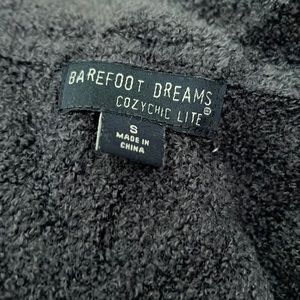 BAREFOOT DREAMS
COZYCHIC LITE®
S
MADE IN
CHINA